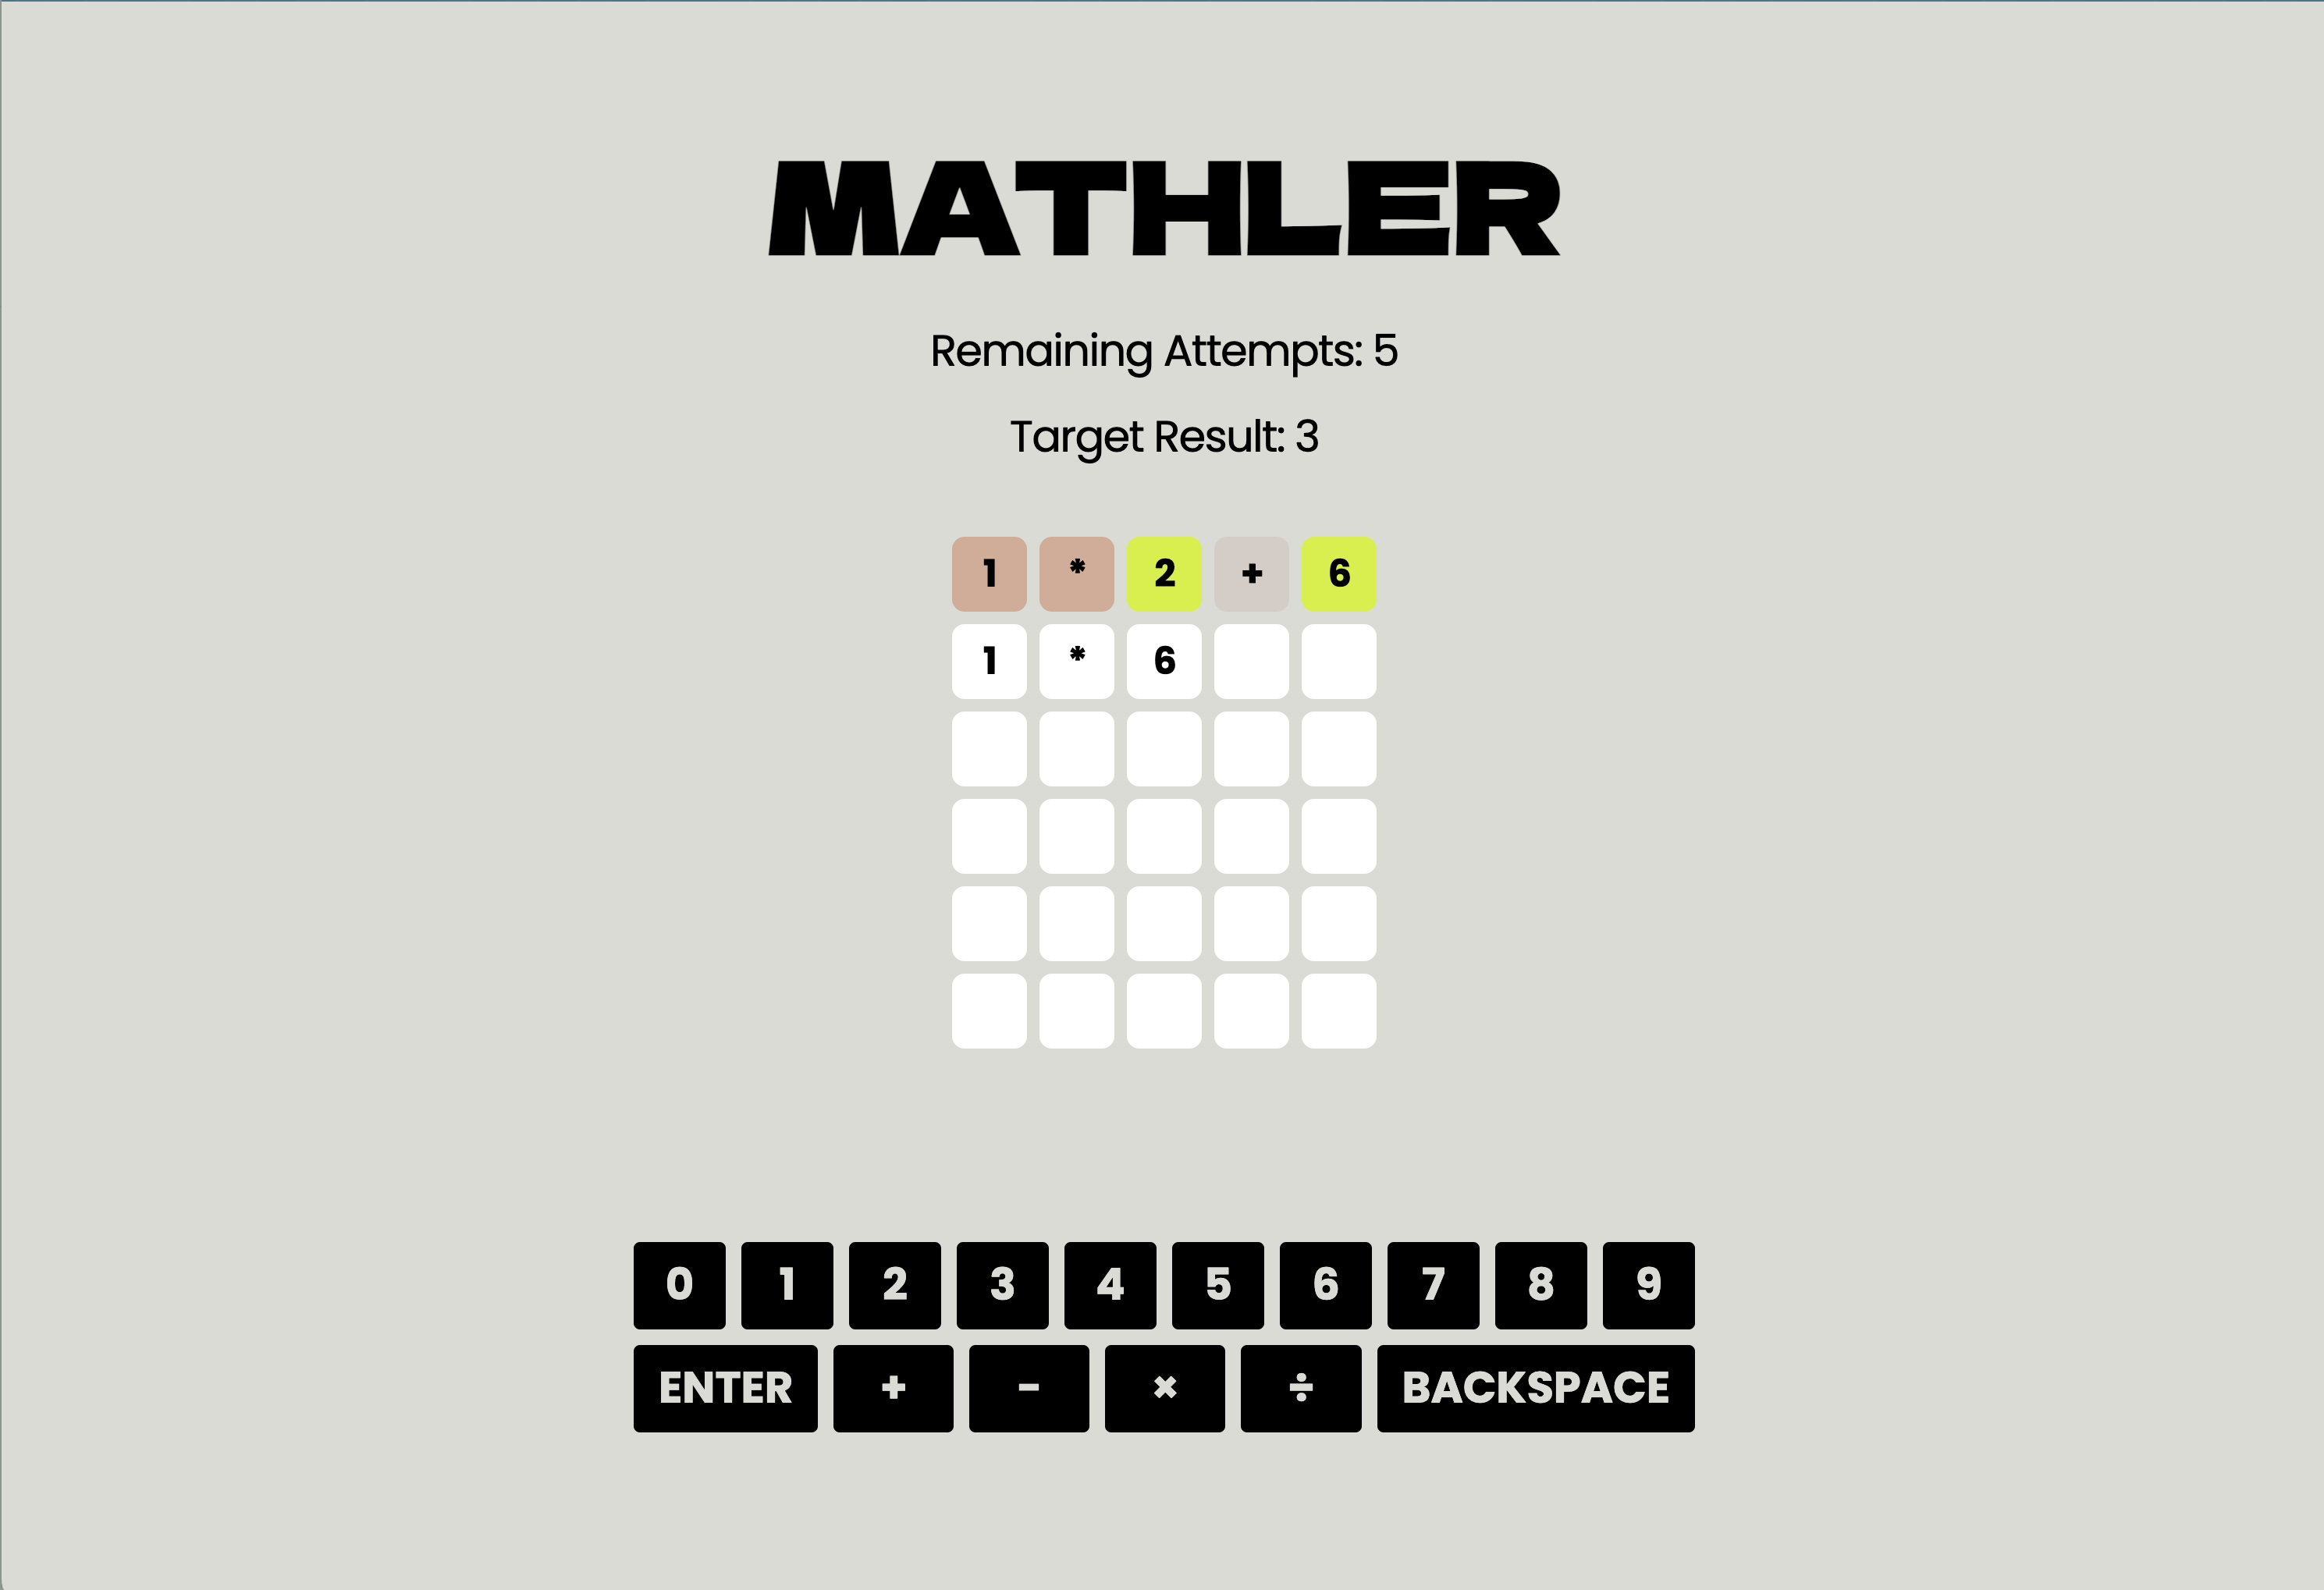 MATHLER
Remaining Attempts: 5
Target Result: 3
1 * 2 + 6
1 * 6
0 1 2 3 4 5 6 7 8 9
ENTER + - × ÷ BACKSPACE